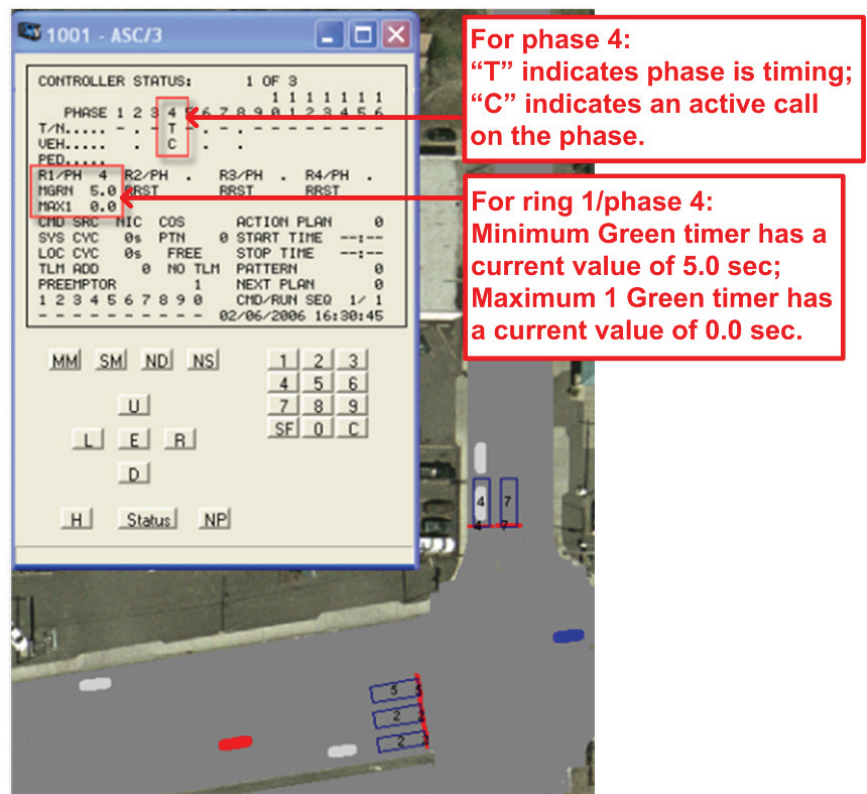 1001 - ASC/3
CONTROLLER STATUS: 1 OF 3
1 1 1 1 1 1 1
PHASE 1 2 3 4 5 6 7 8 9 0 1 2 3 4 5 6
T/N..... - . - T - . - . - - - - - - - -
VEH..... . C . .
PED.....
R1/PH 4 R2/PH . R3/PH . R4/PH .
MGRN 5.0 RRST RRST RRST
MAX1 0.0
CMD SRC NIC COS ACTION PLAN 0
SYS CYC 0s PTN 0 START TIME --:--
LOC CYC 0s FREE STOP TIME --:--
TLM ADD 0 NO TLM PATTERN 0
PREEMPTOR 1 NEXT PLAN 0
1 2 3 4 5 6 7 8 9 0 CMD/RUN SEQ 1/ 1
- - - - - - - - - - 02/06/2006 16:30:45
MM SM ND NS 1 2 3
4 5 6
U 7 8 9
L E R SF 0 C
D
H Status NP
For phase 4:
“T” indicates phase is timing;
“C” indicates an active call
on the phase.
For ring 1/phase 4:
Minimum Green timer has a
current value of 5.0 sec;
Maximum 1 Green timer has
a current value of 0.0 sec.
4 7
4 7
5 5
2 2
2 2